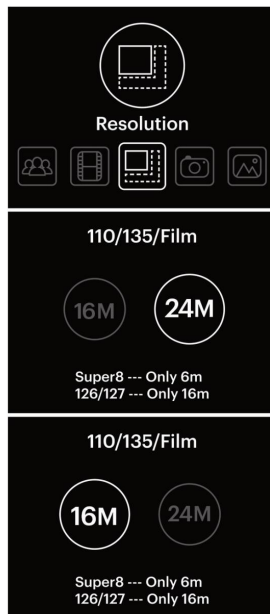 Resolution
110/135/Film
16M
24M
Super8 --- Only 6m
126/127 --- Only 16m
110/135/Film
16M
24M
Super8 --- Only 6m
126/127 --- Only 16m